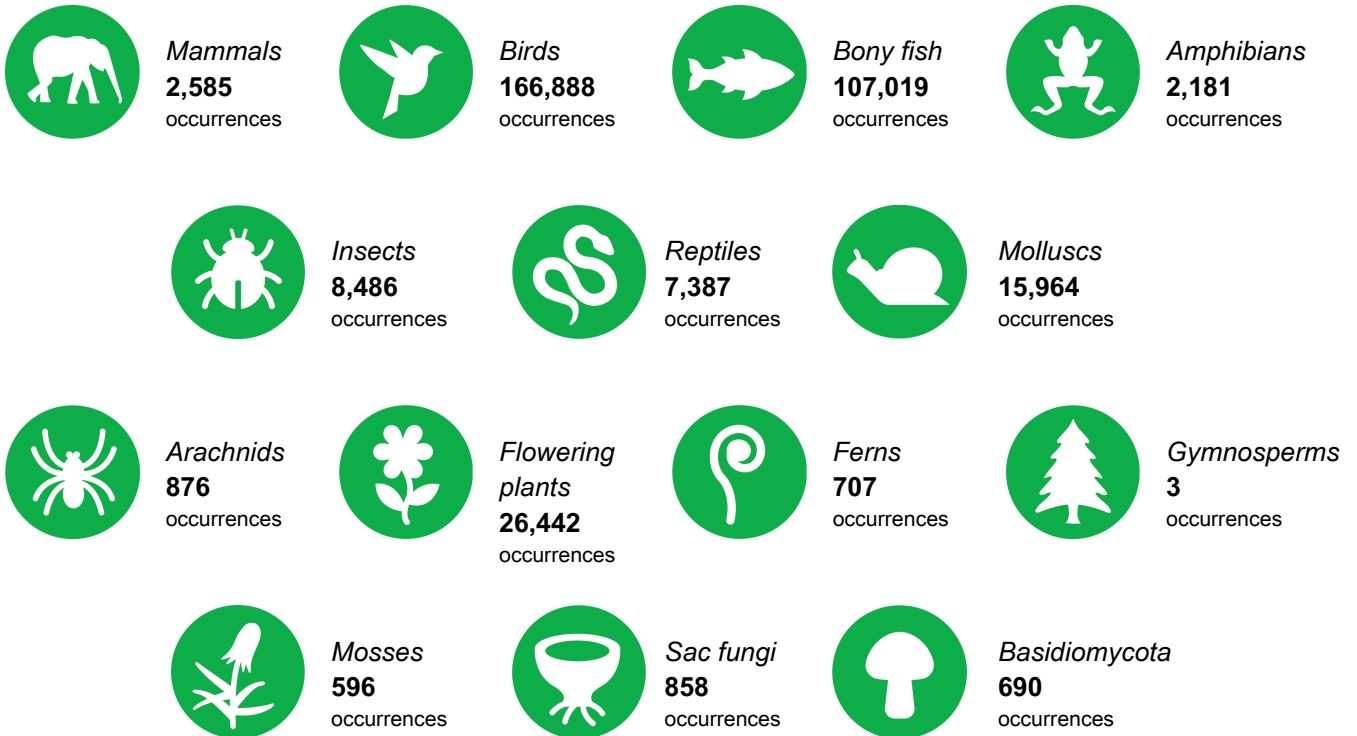 Mammals
2,585
occurrences
Birds
166,888
occurrences
Bony fish
107,019
occurrences
Amphibians
2,181
occurrences
Insects
8,486
occurrences
Reptiles
7,387
occurrences
Molluscs
15,964
occurrences
Arachnids
876
occurrences
Flowering
plants
26,442
occurrences
Ferns
707
occurrences
Gymnosperms
3
occurrences
Mosses
596
occurrences
Sac fungi
858
occurrences
Basidiomycota
690
occurrences